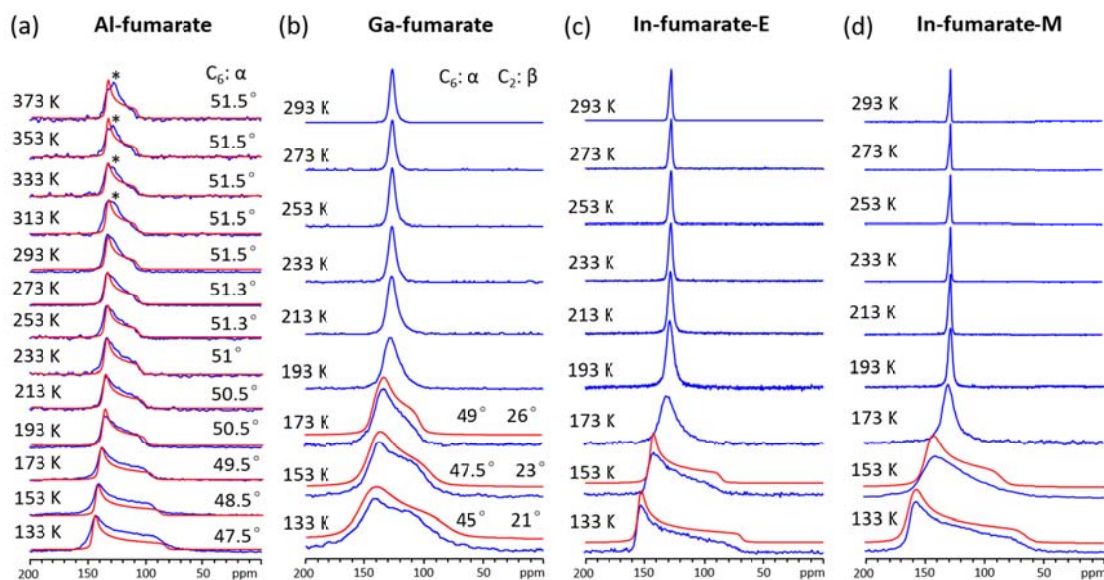 (a) Al-fumarate
C₆: α
*
373 K 51.5°
*
353 K 51.5°
*
333 K 51.5°
*
313 K 51.5°
293 K 51.5°
273 K 51.3°
253 K 51.3°
233 K 51°
213 K 50.5°
193 K 50.5°
173 K 49.5°
153 K 48.5°
133 K 47.5°
200 150 100 50 ppm
(b) Ga-fumarate
C₆: α C₂: β
293 K
273 K
253 K
233 K
213 K
193 K
173 K 49° 26°
153 K 47.5° 23°
133 K 45° 21°
200 150 100 50 ppm
(c) In-fumarate-E
293 K
273 K
253 K
233 K
213 K
193 K
173 K
153 K
133 K
200 150 100 50 ppm
(d) In-fumarate-M
293 K
273 K
253 K
233 K
213 K
193 K
173 K
153 K
133 K
200 150 100 50 ppm